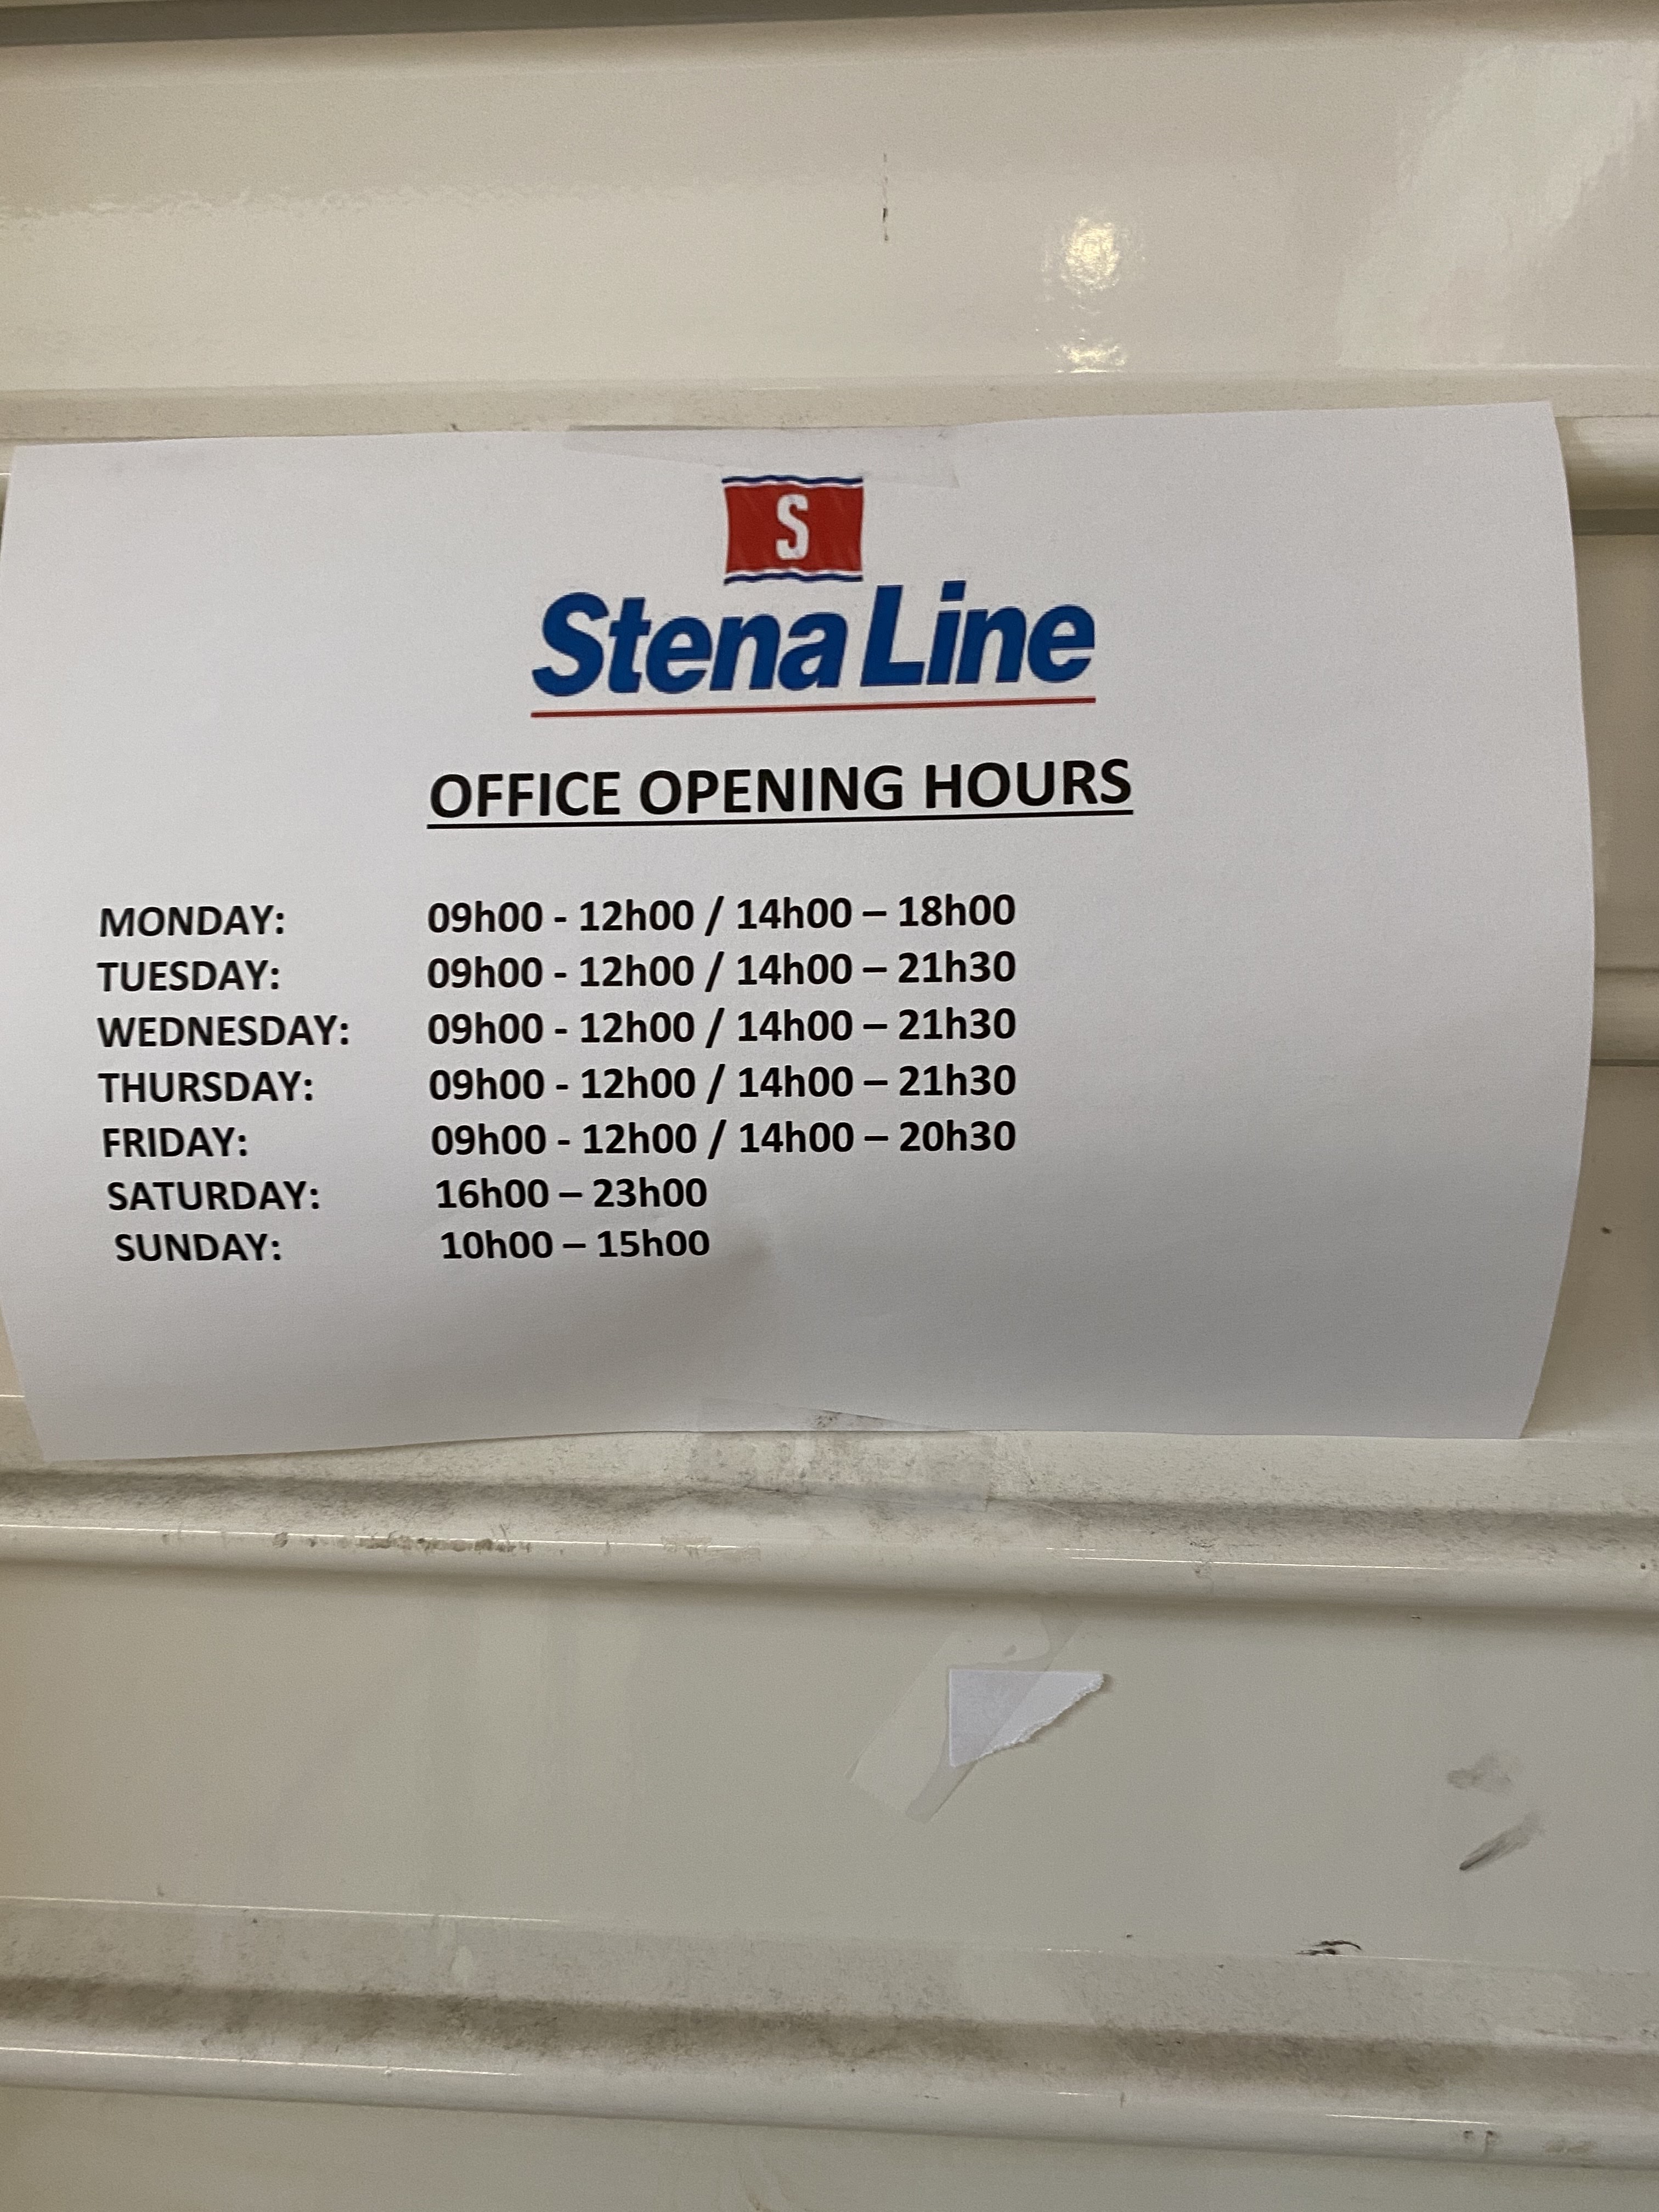 S
Stena Line
OFFICE OPENING HOURS
MONDAY: 09h00 - 12h00 / 14h00 – 18h00
TUESDAY: 09h00 - 12h00 / 14h00 – 21h30
WEDNESDAY: 09h00 - 12h00 / 14h00 – 21h30
THURSDAY: 09h00 - 12h00 / 14h00 – 21h30
FRIDAY: 09h00 - 12h00 / 14h00 – 20h30
SATURDAY: 16h00 – 23h00
SUNDAY: 10h00 – 15h00